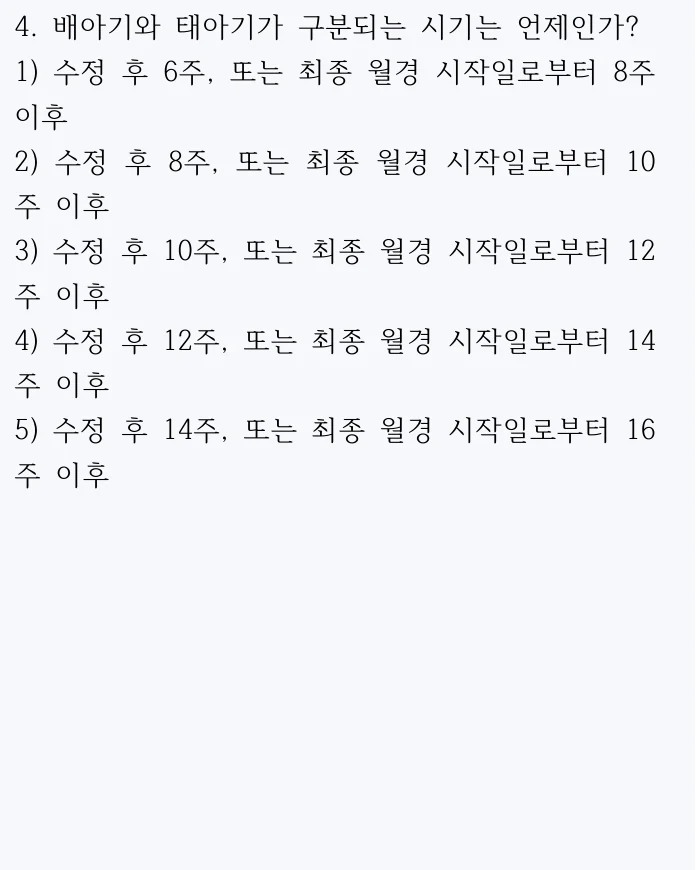 4. 배아기와 태아기가 구분되는 시기는 언제인가?
1) 수정 후 6주, 또는 최종 월경 시작일로부터 8주
이후
2) 수정 후 8주, 또는 최종 월경 시작일로부터 10
주 이후
3) 수정 후 10주, 또는 최종 월경 시작일로부터 12
주 이후
4) 수정 후 12주, 또는 최종 월경 시작일로부터 14
주 이후
5) 수정 후 14주, 또는 최종 월경 시작일로부터 16
주 이후